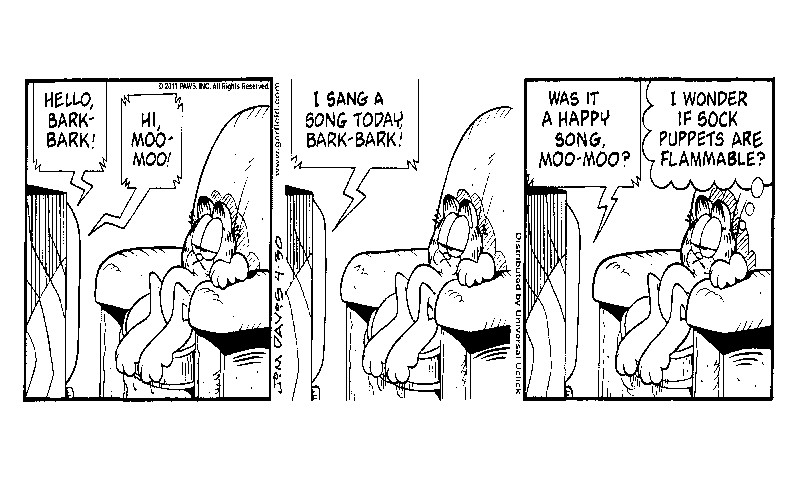 © 2011 PAWS, INC. All Rights Reserved.
HELLO,
BARK-
BARK!
HI,
MOO-
MOO!
www.garfield.com
JIM DAVIS 4-30
I SANG A
SONG TODAY,
BARK-BARK!
Distributed by Universal Uclick
WAS IT
A HAPPY
SONG,
MOO-MOO?
I WONDER
IF SOCK
PUPPETS ARE
FLAMMABLE?